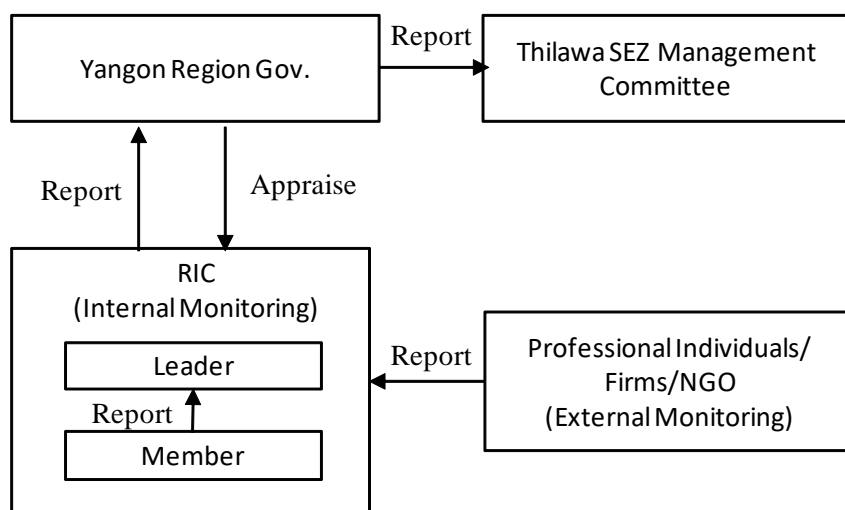 Report
Yangon Region Gov.
Thilawa SEZ Management
Committee
Report
Appraise
RIC
(Internal Monitoring)
Leader
Report
Member
Report
Professional Individuals/
Firms/NGO
(External Monitoring)